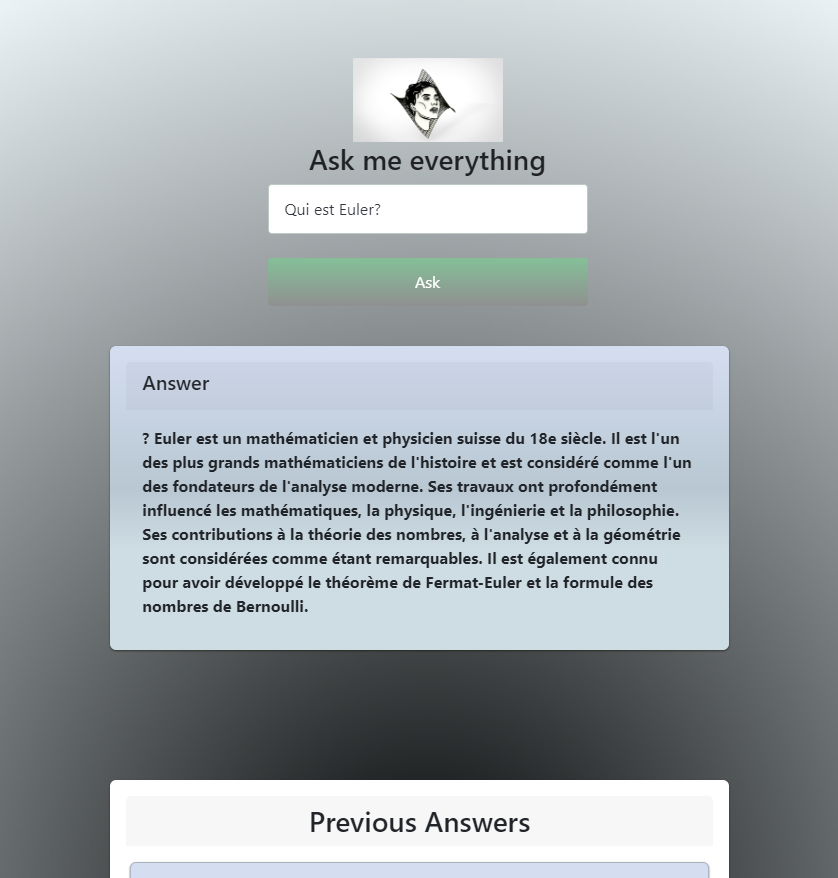 Ask me everything
Qui est Euler?
Ask
Answer
? Euler est un mathématicien et physicien suisse du 18e siècle. Il est l'un
des plus grands mathématiciens de l'histoire et est considéré comme l'un
des fondateurs de l'analyse moderne. Ses travaux ont profondément
influencé les mathématiques, la physique, l'ingénierie et la philosophie.
Ses contributions à la théorie des nombres, à l'analyse et à la géométrie
sont considérées comme étant remarquables. Il est également connu
pour avoir développé le théorème de Fermat-Euler et la formule des
nombres de Bernoulli.
Previous Answers